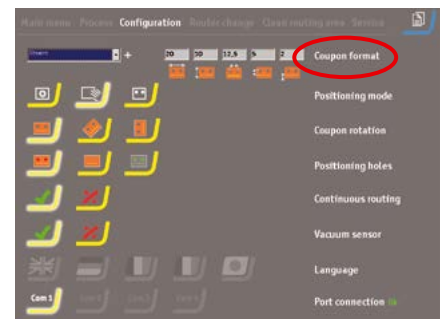 Main menu Process Configuration Router change Clean routing area Service
+ 20 30 12,5 5 2 Coupon format
Positioning mode
Coupon rotation
Positioning holes
Continuous routing
Vacuum sensor
Language
Com 1 Port connection